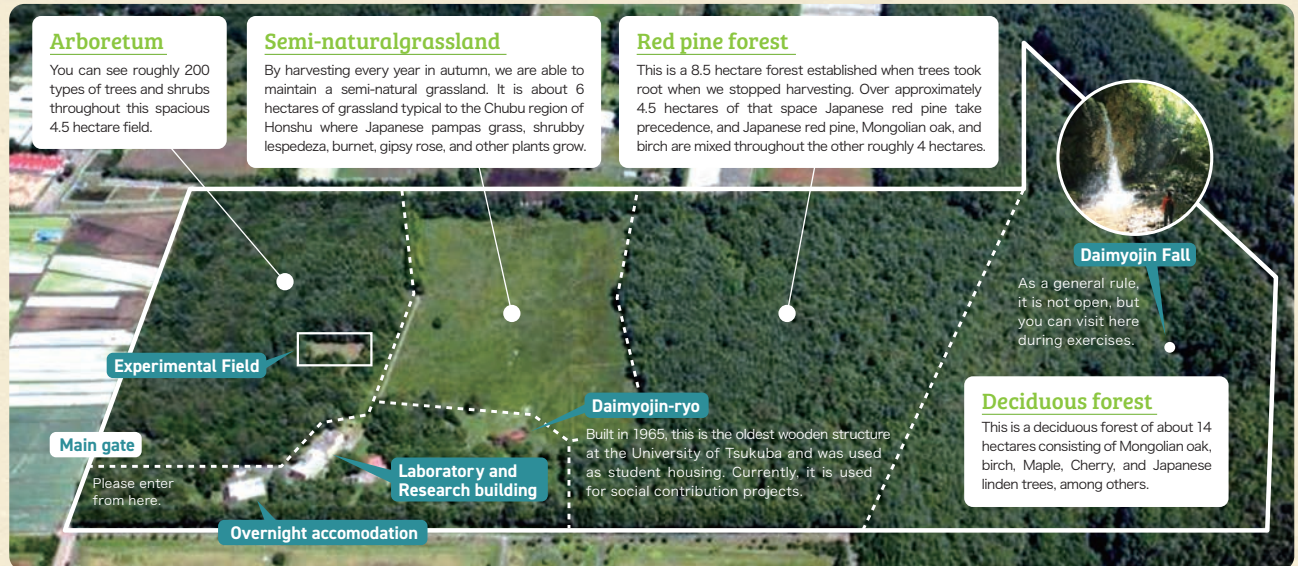 Arboretum
You can see roughly 200
types of trees and shrubs
throughout this spacious
4.5 hectare field.
Semi-naturalgrassland
By harvesting every year in autumn, we are able to
maintain a semi-natural grassland. It is about 6
hectares of grassland typical to the Chubu region of
Honshu where Japanese pampas grass, shrubby
lespedeza, burnet, gipsy rose, and other plants grow.
Red pine forest
This is a 8.5 hectare forest established when trees took
root when we stopped harvesting. Over approximately
4.5 hectares of that space Japanese red pine take
precedence, and Japanese red pine, Mongolian oak, and
birch are mixed throughout the other roughly 4 hectares.
Daimyojin Fall
As a general rule,
it is not open, but
you can visit here
during exercises.
Experimental Field
Daimyojin-ryo
Built in 1965, this is the oldest wooden structure
at the University of Tsukuba and was used
as student housing. Currently, it is used
for social contribution projects.
Deciduous forest
This is a deciduous forest of about 14
hectares consisting of Mongolian oak,
birch, Maple, Cherry, and Japanese
linden trees, among others.
Main gate
Please enter
from here.
Laboratory and
Research building
Overnight accomodation